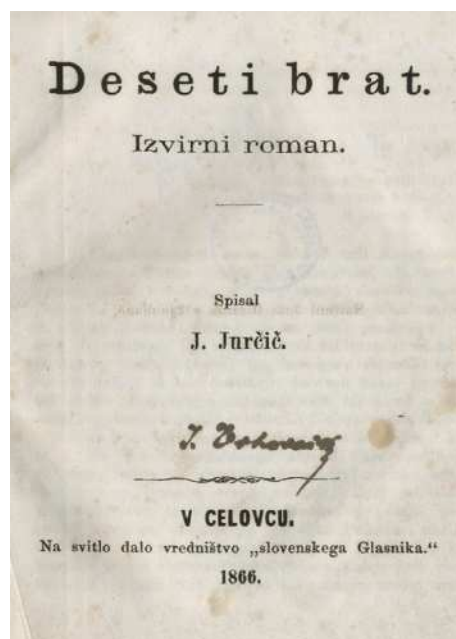 Deseti brat.
Izvirni roman.
Spisal
J. Jurčič.
V CELOVCU.
Na svitlo dalo vredništvo „slovenskega Glasnika.“
1866.